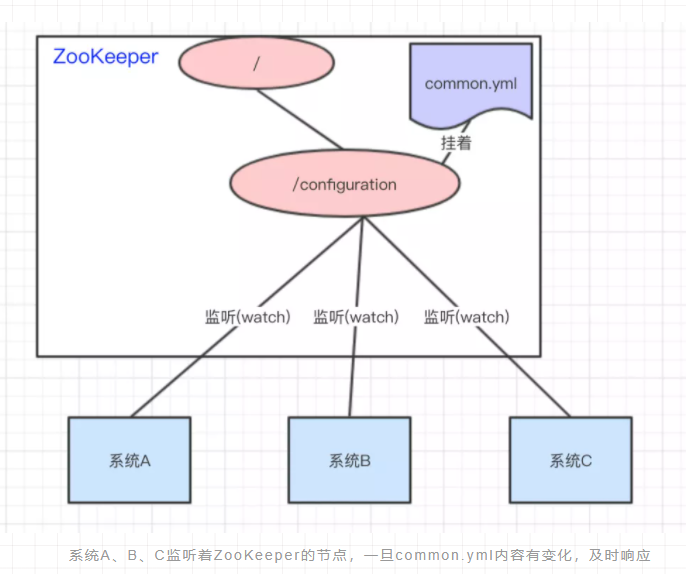 ZooKeeper
/
common.yml
挂着
/configuration
监听(watch)
监听(watch)
监听(watch)
系统A
系统B
系统C
系统A、B、C监听着ZooKeeper的节点，一旦common.yml内容有变化，及时响应